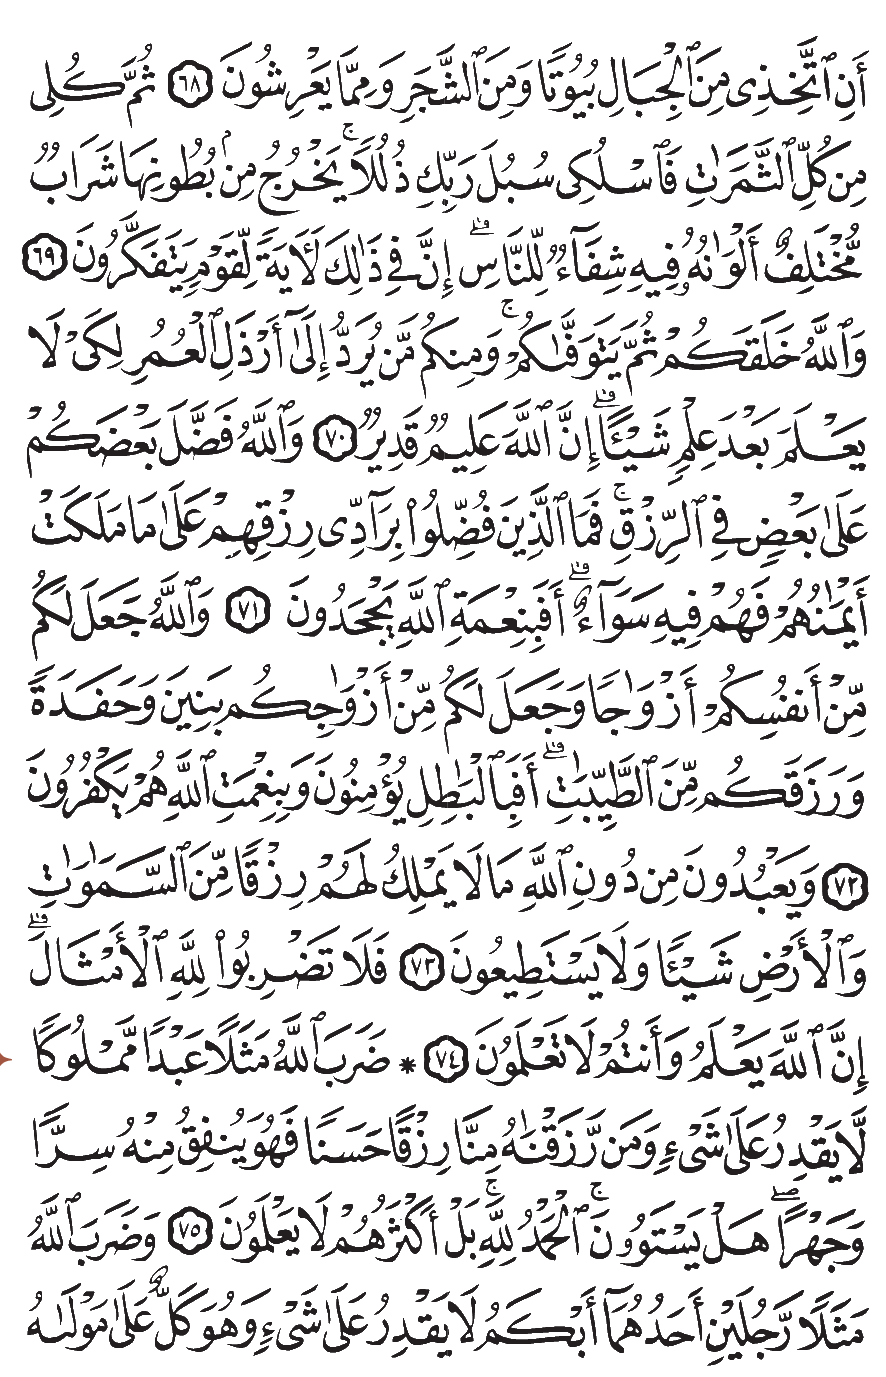 أَنِ ٱتَّخِذِى مِنَ ٱلْجِبَالِ بُيُوتًا وَمِنَ ٱلشَّجَرِ وَمِمَّا يَعْرِشُونَ ٦٨ ثُمَّ كُلِى
مِن كُلِّ ٱلثَّمَرَٰتِ فَٱسْلُكِى سُبُلَ رَبِّكِ ذُلُلًاۚ يَخْرُجُ مِنۢ بُطُونِهَا شَرَابٌ
مُّخْتَلِفٌ أَلْوَٰنُهُۥ فِيهِ شِفَآءٌ لِّلنَّاسِۗ إِنَّ فِى ذَٰلِكَ لَـَٔايَةً لِّقَوْمٍ يَتَفَكَّرُونَ ٦٩
وَٱللَّهُ خَلَقَكُمْ ثُمَّ يَتَوَفَّىٰكُمْۚ وَمِنكُم مَّن يُرَدُّ إِلَىٰٓ أَرْذَلِ ٱلْعُمُرِ لِكَىْ لَا
يَعْلَمَ بَعْدَ عِلْمٍ شَيْـًٔاۗ إِنَّ ٱللَّهَ عَلِيمٌ قَدِيرٌ ٧٠ وَٱللَّهُ فَضَّلَ بَعْضَكُمْ
عَلَىٰ بَعْضٍ فِى ٱلرِّزْقِۚ فَمَا ٱلَّذِينَ فُضِّلُوا۟ بِرَآدِّى رِزْقِهِمْ عَلَىٰ مَا مَلَكَتْ
أَيْمَٰنُهُمْ فَهُمْ فِيهِ سَوَآءٌۗ أَفَبِنِعْمَةِ ٱللَّهِ يَجْحَدُونَ ٧١ وَٱللَّهُ جَعَلَ لَكُم
مِّنْ أَنفُسِكُمْ أَزْوَٰجًا وَجَعَلَ لَكُم مِّنْ أَزْوَٰجِكُم بَنِينَ وَحَفَدَةً
وَرَزَقَكُم مِّنَ ٱلطَّيِّبَٰتِۗ أَفَبِٱلْبَٰطِلِ يُؤْمِنُونَ وَبِنِعْمَتِ ٱللَّهِ هُمْ يَكْفُرُونَ
٧٢ وَيَعْبُدُونَ مِن دُونِ ٱللَّهِ مَا لَا يَمْلِكُ لَهُمْ رِزْقًا مِّنَ ٱلسَّمَٰوَٰتِ
وَٱلْأَرْضِ شَيْـًٔا وَلَا يَسْتَطِيعُونَ ٧٣ فَلَا تَضْرِبُوا۟ لِلَّهِ ٱلْأَمْثَالَۗ
إِنَّ ٱللَّهَ يَعْلَمُ وَأَنتُمْ لَا تَعْلَمُونَ ٧٤ * ضَرَبَ ٱللَّهُ مَثَلًا عَبْدًا مَّمْلُوكًا
لَّا يَقْدِرُ عَلَىٰ شَىْءٍ وَمَن رَّزَقْنَٰهُ مِنَّا رِزْقًا حَسَنًا فَهُوَ يُنفِقُ مِنْهُ سِرًّا
وَجَهْرًاۖ هَلْ يَسْتَوُۥنَۚ ٱلْحَمْدُ لِلَّهِۚ بَلْ أَكْثَرُهُمْ لَا يَعْلَمُونَ ٧٥ وَضَرَبَ ٱللَّهُ
مَثَلًا رَّجُلَيْنِ أَحَدُهُمَآ أَبْكَمُ لَا يَقْدِرُ عَلَىٰ شَىْءٍ وَهُوَ كَلٌّ عَلَىٰ مَوْلَىٰهُ